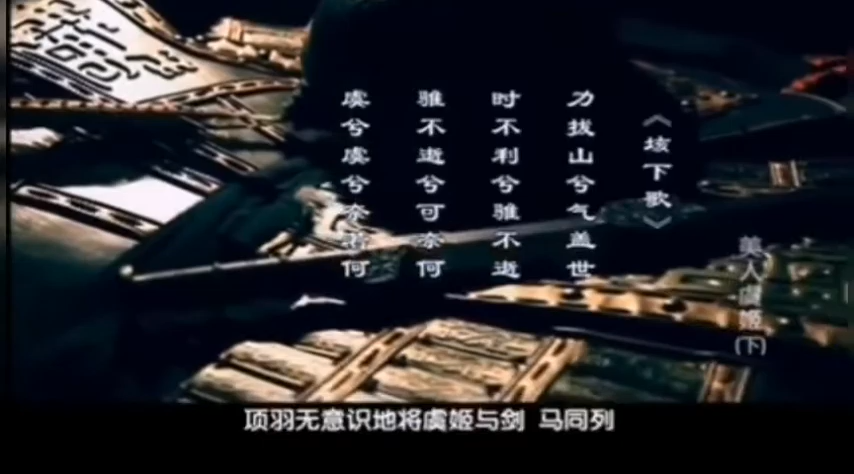 《垓下歌》
力拔山兮气盖世
时不利兮骓不逝
骓不逝兮可奈何
虞兮虞兮奈若何
美人虞姬(下)
项羽无意识地将虞姬与剑 马同列